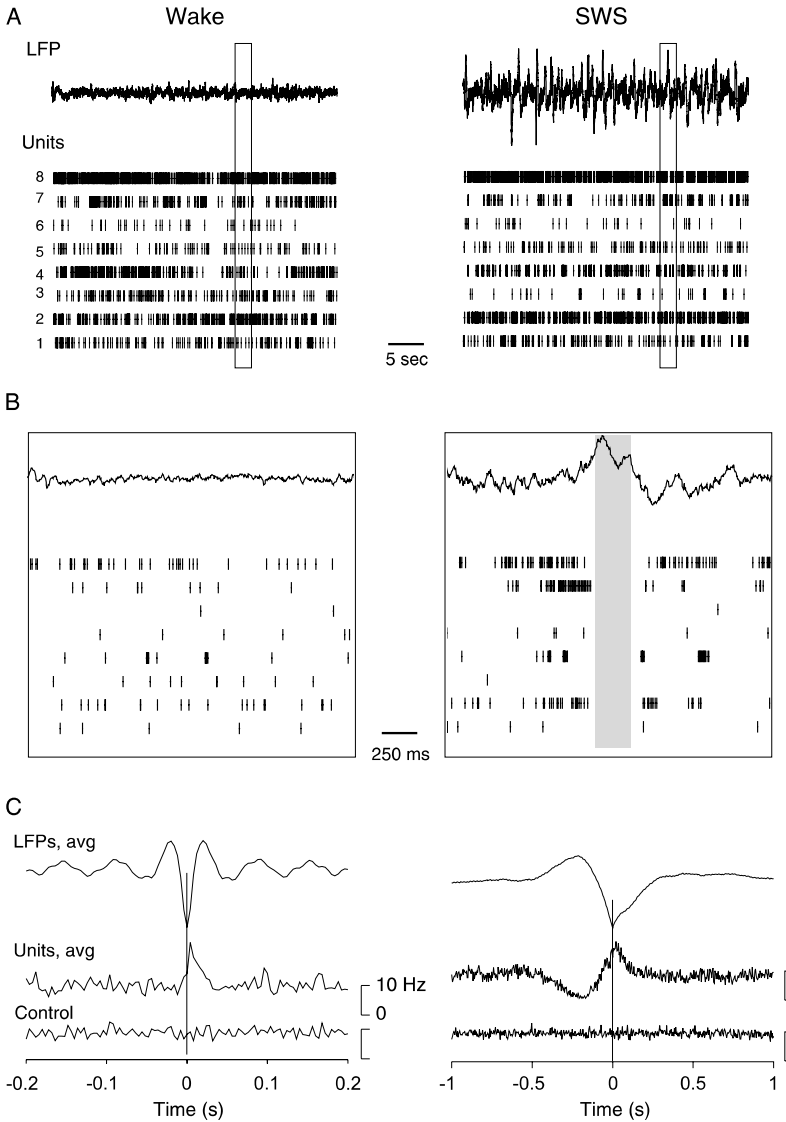 A
Wake
SWS
LFP
Units
8
7
6
5
4
3
2
1
5 sec
B
250 ms
C
LFPs, avg
Units, avg
10 Hz
0
Control
-0.2 -0.1 0 0.1 0.2
-1 -0.5 0 0.5 1
Time (s)
Time (s)